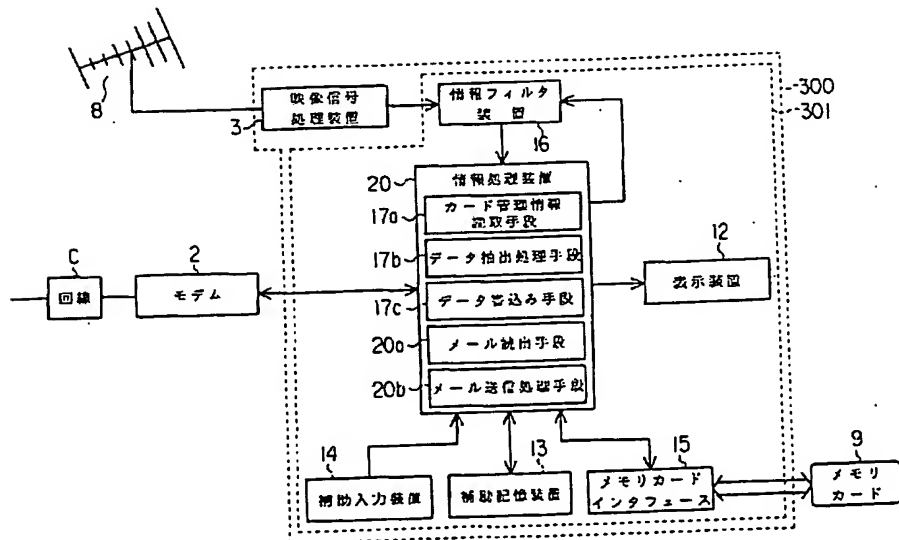 8
映像信号
処理装置
3
情報フィルタ
装置
16
300
301
20
情報処理装置
17a
カード管理情報
読取手段
17b
データ抽出処理手段
17c
データ書込み手段
20a
メール読出手段
20b
メール送信処理手段
C
回線
2
モデム
12
表示装置
14
補助入力装置
13
補助記憶装置
15
メモリカード
インタフェース
9
メモリ
カード